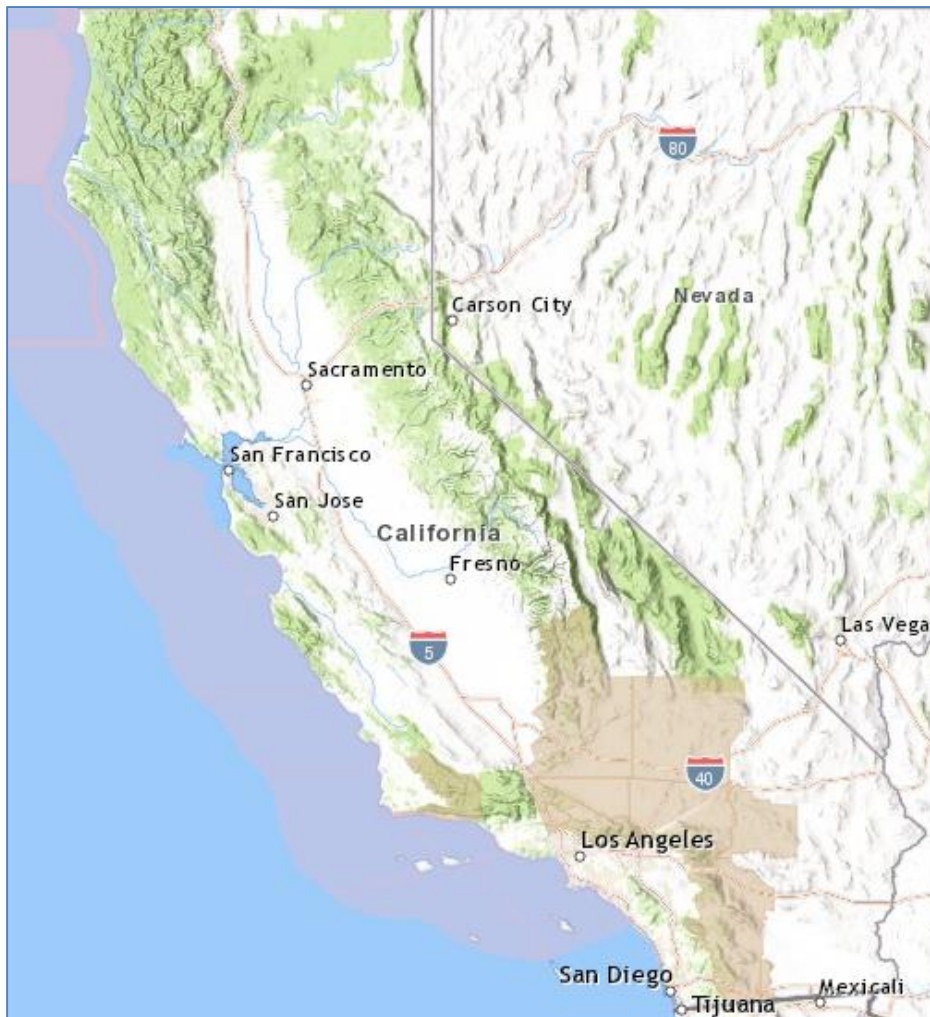 80
Nevada
Carson City
Sacramento
San Francisco
San Jose
California
Fresno
5
Las Vega
40
Los Angeles
San Diego
Mexicali
Tijuana